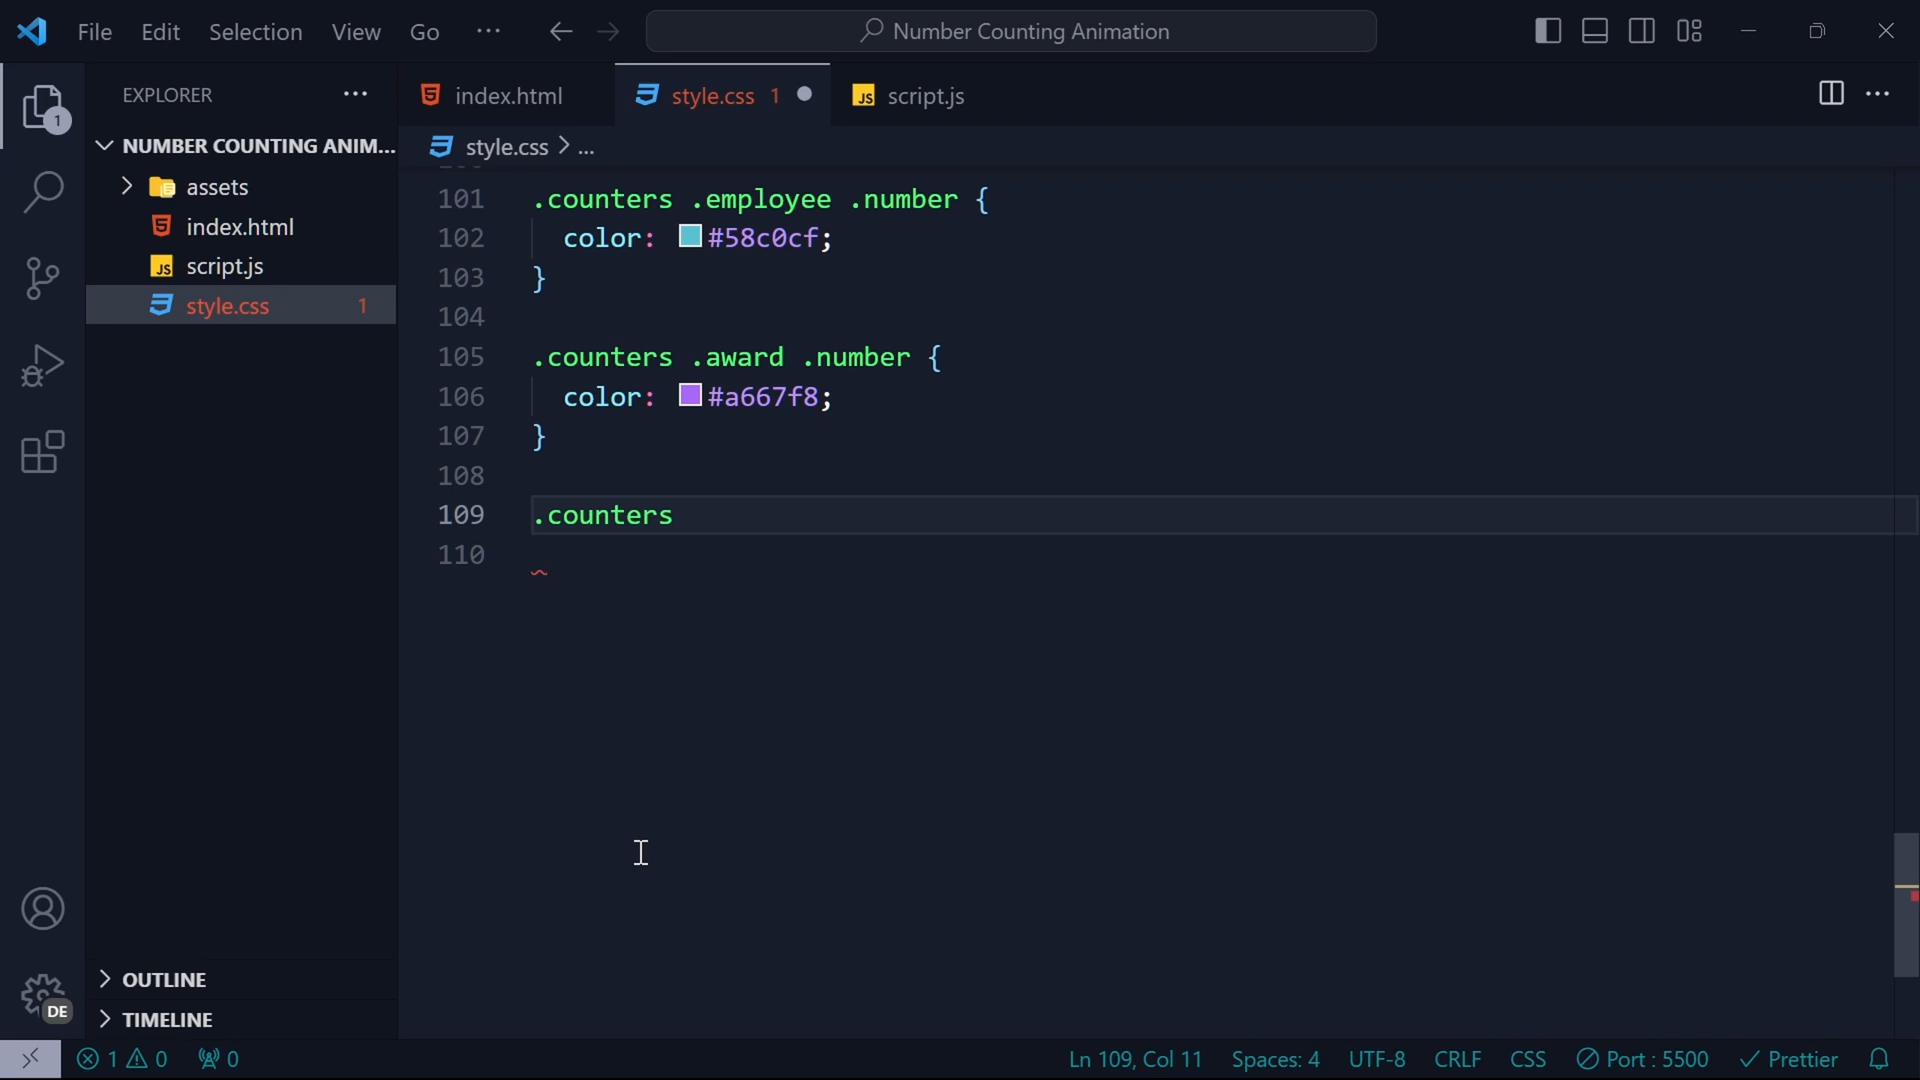 File Edit Selection View Go ··· Number Counting Animation
EXPLORER ···
1
NUMBER COUNTING ANIM...
assets
index.html
JS script.js
style.css 1
index.html
style.css 1
JS script.js
style.css > ...
101 .counters .employee .number {
102 color: #58c0cf;
103 }
104
105 .counters .award .number {
106 color: #a667f8;
107 }
108
109 .counters
110
OUTLINE
TIMELINE
DE
1 0 0 Ln 109, Col 11 Spaces: 4 UTF-8 CRLF CSS Port : 5500 Prettier